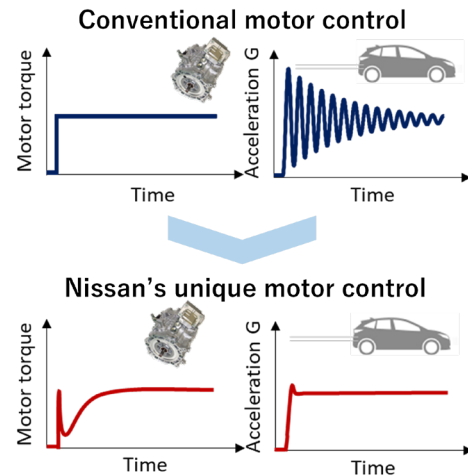 Conventional motor control
Motor torque
Time
Acceleration G
Time
Nissan's unique motor control
Motor torque
Time
Acceleration G
Time